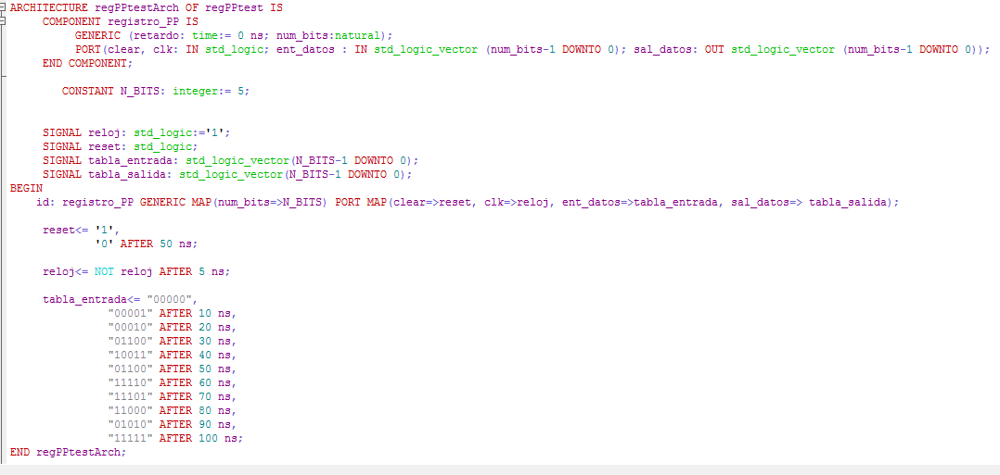 ARCHITECTURE regPPtestArch OF regPPtest IS
COMPONENT registro_PP IS
GENERIC (retardo: time:= 0 ns; num_bits:natural);
PORT(clear, clk: IN std_logic; ent_datos : IN std_logic_vector (num_bits-1 DOWNTO 0); sal_datos: OUT std_logic_vector (num_bits-1 DOWNTO 0));
END COMPONENT;
CONSTANT N_BITS: integer:= 5;
SIGNAL reloj: std_logic:='1';
SIGNAL reset: std_logic;
SIGNAL tabla_entrada: std_logic_vector(N_BITS-1 DOWNTO 0);
SIGNAL tabla_salida: std_logic_vector(N_BITS-1 DOWNTO 0);
BEGIN
id: registro_PP GENERIC MAP(num_bits=>N_BITS) PORT MAP(clear=>reset, clk=>reloj, ent_datos=>tabla_entrada, sal_datos=> tabla_salida);
reset<= '1',
'0' AFTER 50 ns;
reloj<= NOT reloj AFTER 5 ns;
tabla_entrada<= "00000",
"00001" AFTER 10 ns,
"00010" AFTER 20 ns,
"01100" AFTER 30 ns,
"10011" AFTER 40 ns,
"01100" AFTER 50 ns,
"11110" AFTER 60 ns,
"11101" AFTER 70 ns,
"11000" AFTER 80 ns,
"01010" AFTER 90 ns,
"11111" AFTER 100 ns;
END regPPtestArch;